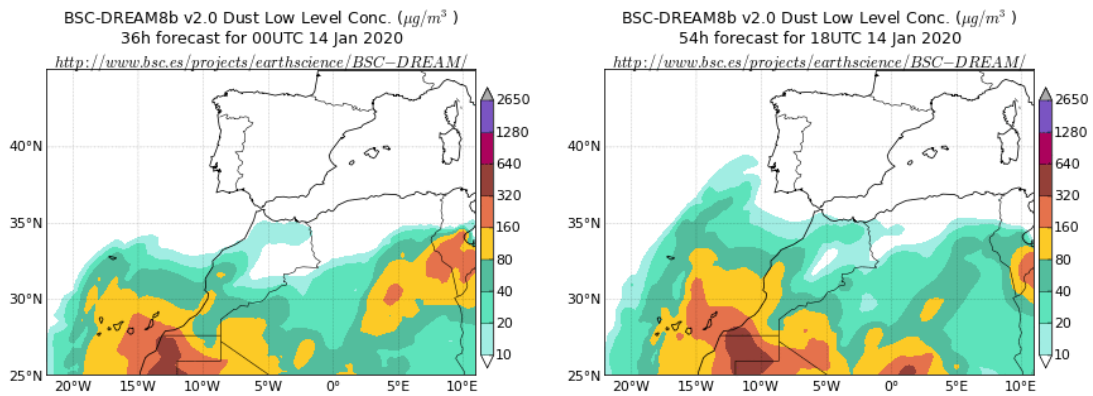 BSC-DREAM8b v2.0 Dust Low Level Conc. (μg/m³ )
36h forecast for 00UTC 14 Jan 2020
http://www.bsc.es/projects/earthscience/BSC−DREAM/
40°N
35°N
30°N
25°N
20°W 15°W 10°W 5°W 0° 5°E 10°E
2650
1280
640
320
160
80
40
20
10
BSC-DREAM8b v2.0 Dust Low Level Conc. (μg/m³ )
54h forecast for 18UTC 14 Jan 2020
http://www.bsc.es/projects/earthscience/BSC−DREAM/
40°N
35°N
30°N
25°N
20°W 15°W 10°W 5°W 0° 5°E 10°E
2650
1280
640
320
160
80
40
20
10